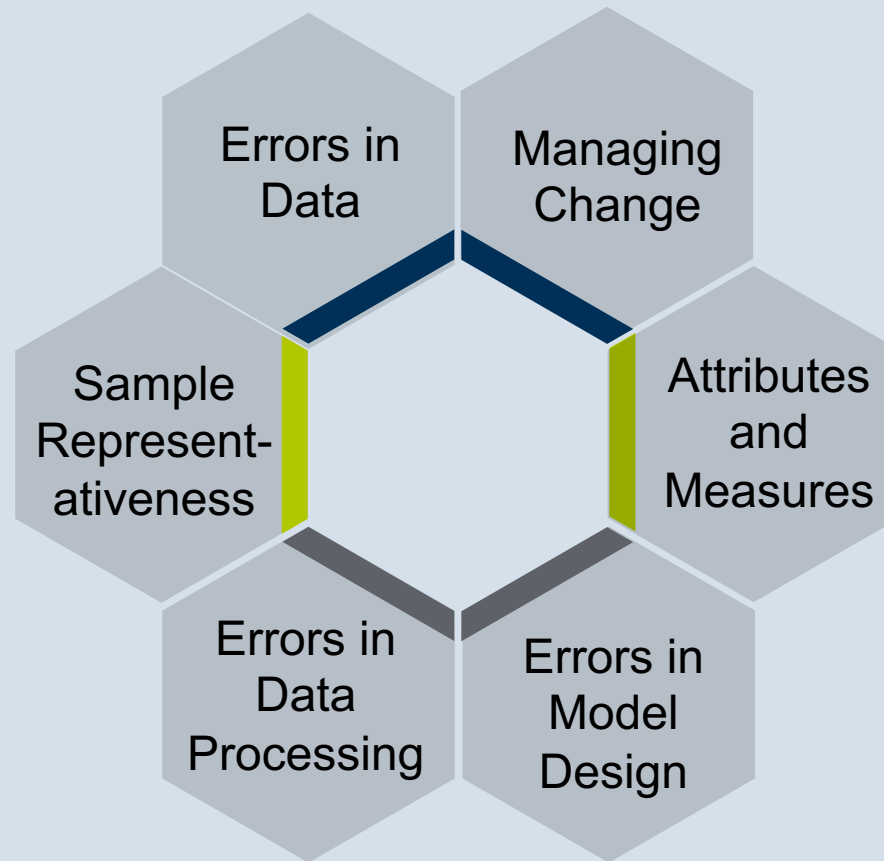 Errors in
Data
Managing
Change
Sample
Represent-
ativeness
Attributes
and
Measures
Errors in
Data
Processing
Errors in
Model
Design